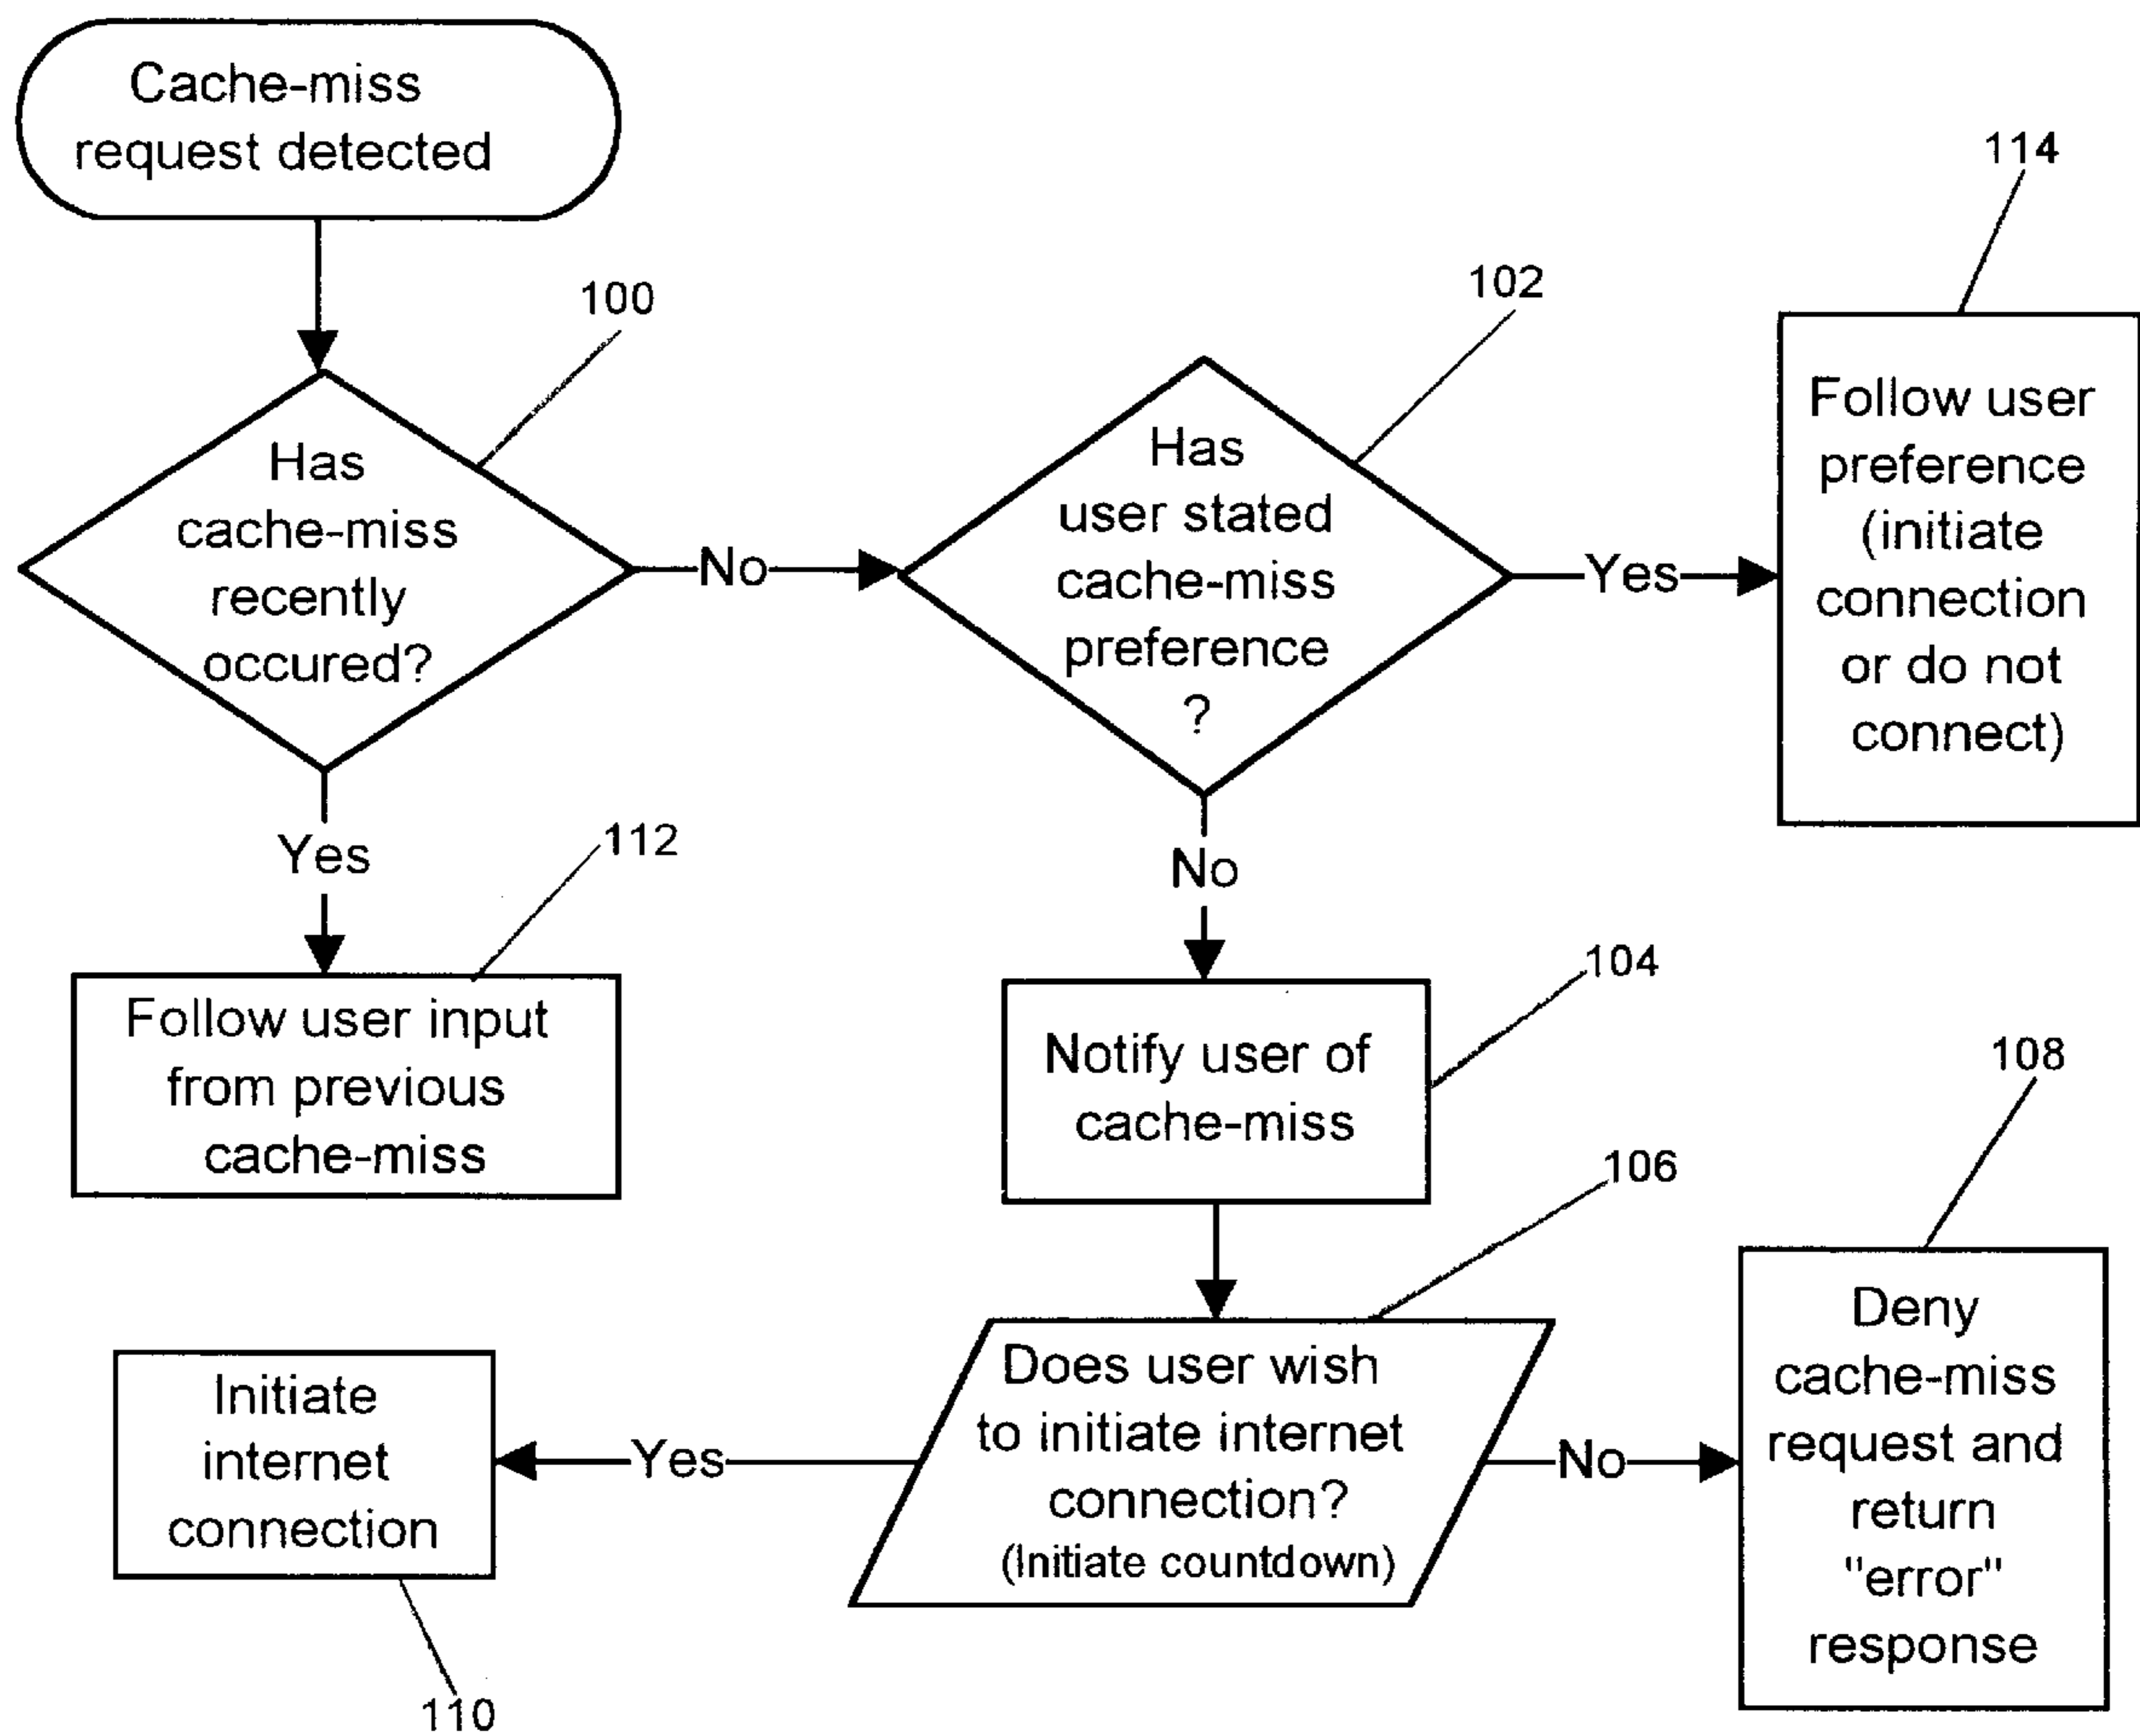 Cache-miss
request detected
100
Has
cache-miss
recently
occured?
No
102
Has
user stated
cache-miss
preference
?
Yes
114
Follow user
preference
(initiate
connection
or do not
connect)
Yes
112
Follow user input
from previous
cache-miss
No
104
Notify user of
cache-miss
106
Does user wish
to initiate internet
connection?
(Initiate countdown)
Yes
Initiate
internet
connection
110
No
108
Deny
cache-miss
request and
return
"error"
response